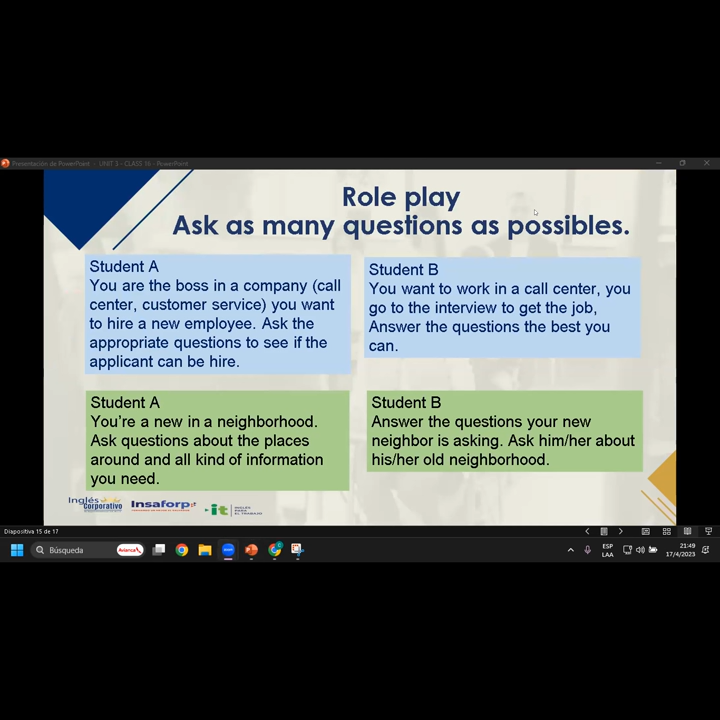 Presentación de PowerPoint - UNIT 3 - CLASS 16 - PowerPoint
Role play
Ask as many questions as possibles.
Student A
You are the boss in a company (call
center, customer service) you want
to hire a new employee. Ask the
appropriate questions to see if the
applicant can be hire.
Student B
You want to work in a call center, you
go to the interview to get the job,
Answer the questions the best you
can.
Student A
You're a new in a neighborhood.
Ask questions about the places
around and all kind of information
you need.
Student B
Answer the questions your new
neighbor is asking. Ask him/her about
his/her old neighborhood.
Inglés
Corporativo
Insaforp
it
INGLÉS
PARA
EL TRABAJO
Diapositiva 15 de 17
Búsqueda
Avianca
ESP
LAA
21:49
17/4/2023